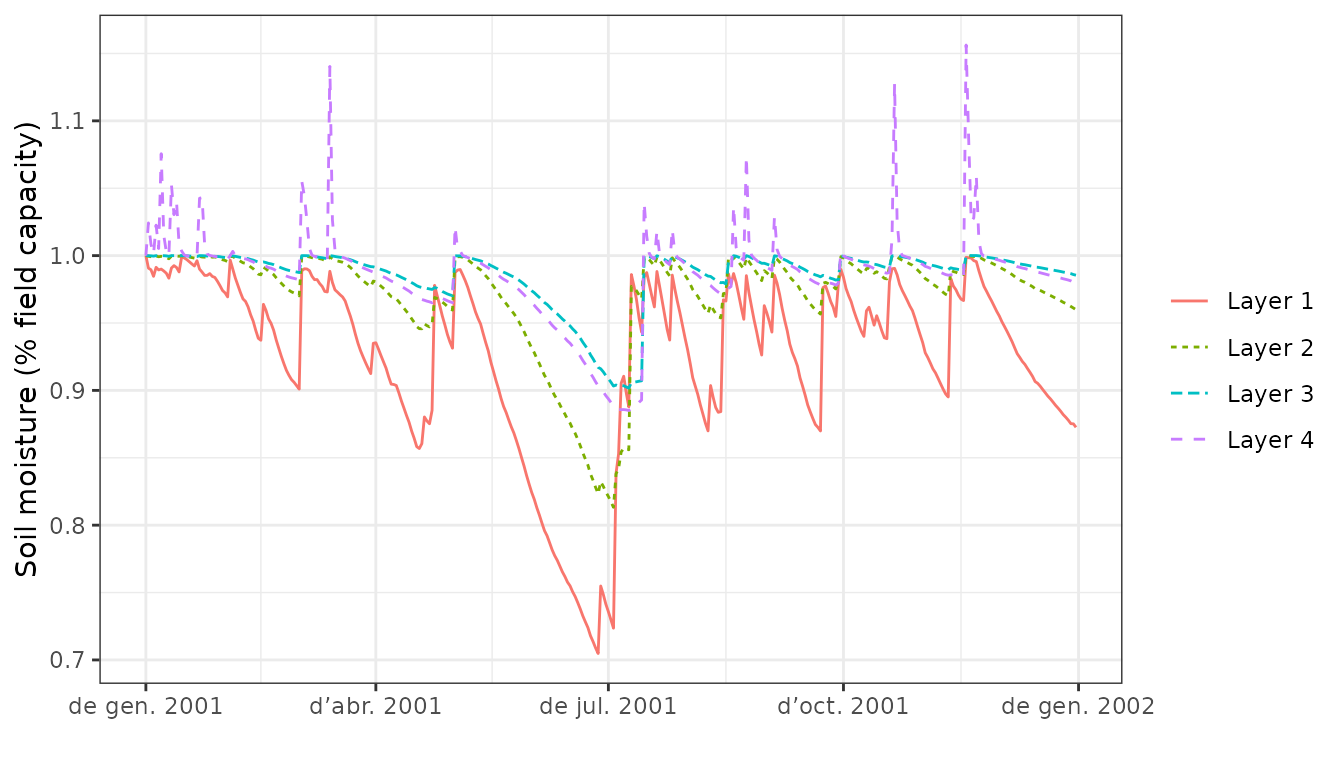 Soil moisture (% field capacity)
1.1
1.0
0.9
0.8
0.7
de gen. 2001
d’abr. 2001
de jul. 2001
d’oct. 2001
de gen. 2002
Layer 1
Layer 2
Layer 3
Layer 4